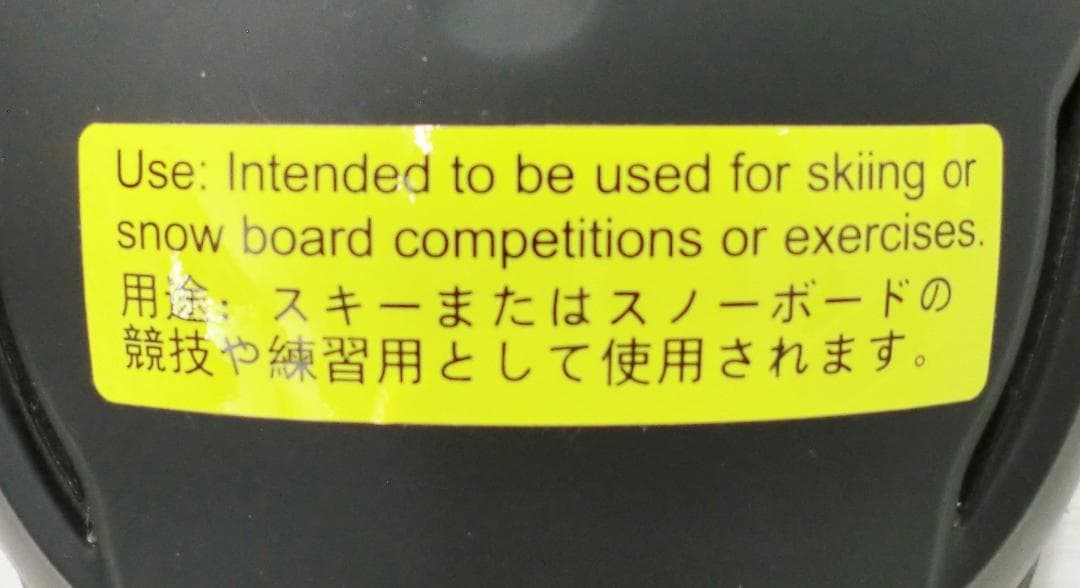 Use: Intended to be used for skiing or
snow board competitions or exercises.
用途：スキーまたはスノーボードの
競技や練習用として使用されます。